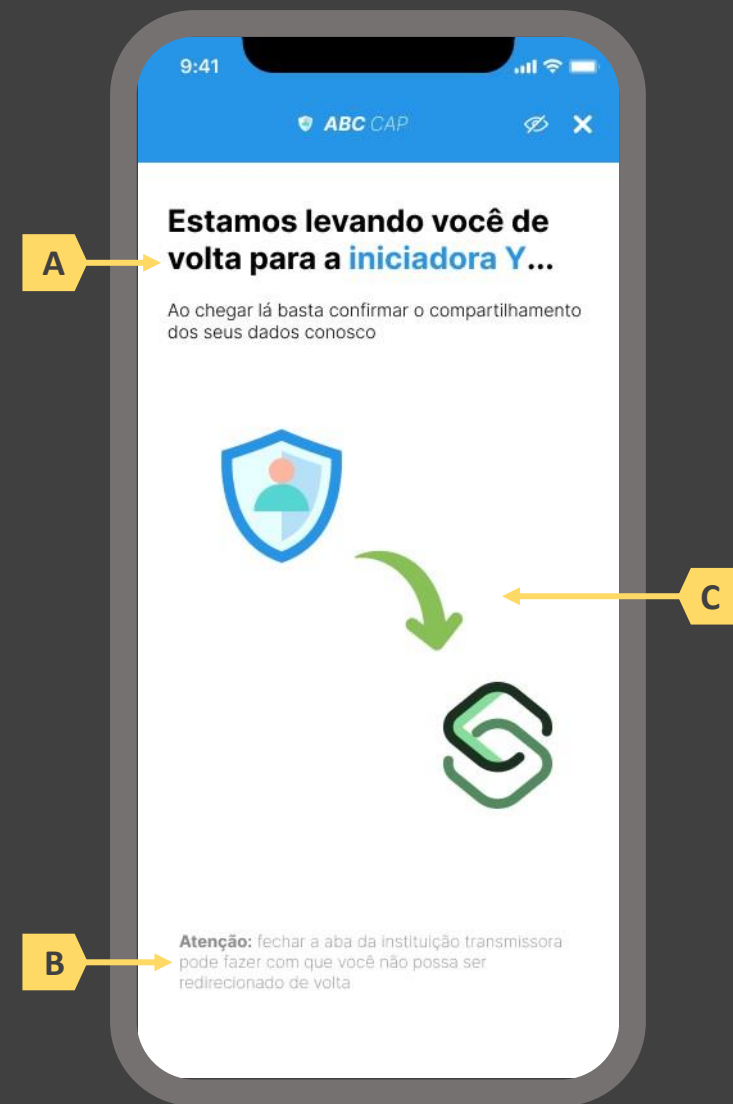 9:41
ABC CAP
Estamos levando você de
volta para a iniciadora Y...
A
Ao chegar lá basta confirmar o compartilhamento
dos seus dados conosco
C
Atenção: fechar a aba da instituição transmissora
pode fazer com que você não possa ser
redirecionado de volta
B